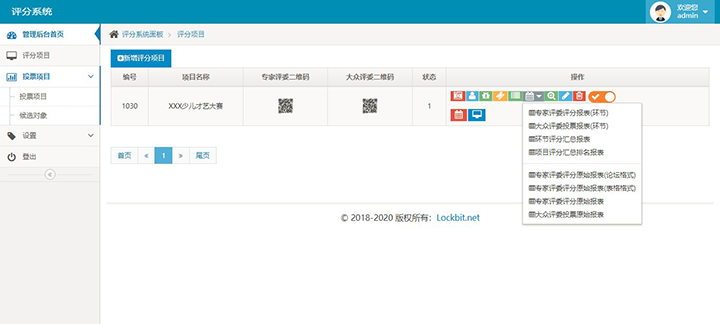 评分系统
欢迎您
admin
管理后台首页
评分系统面板 > 评分项目
评分项目
投票项目
投票项目
候选对象
设置
登出
新增评分项目
编号 项目名称 专家评委二维码 大众评委二维码 状态 操作
1030 XXX少儿才艺大赛 1
专家评委评分报表(环节)
大众评委投票报表(环节)
环节评分汇总报表
项目评分汇总排名报表
专家评委评分原始报表(论坛格式)
专家评委评分原始报表(表格格式)
专家评委评分原始报表
大众评委投票原始报表
首页 « 1 » 尾页
© 2018-2020 版权所有：Lockbit.net